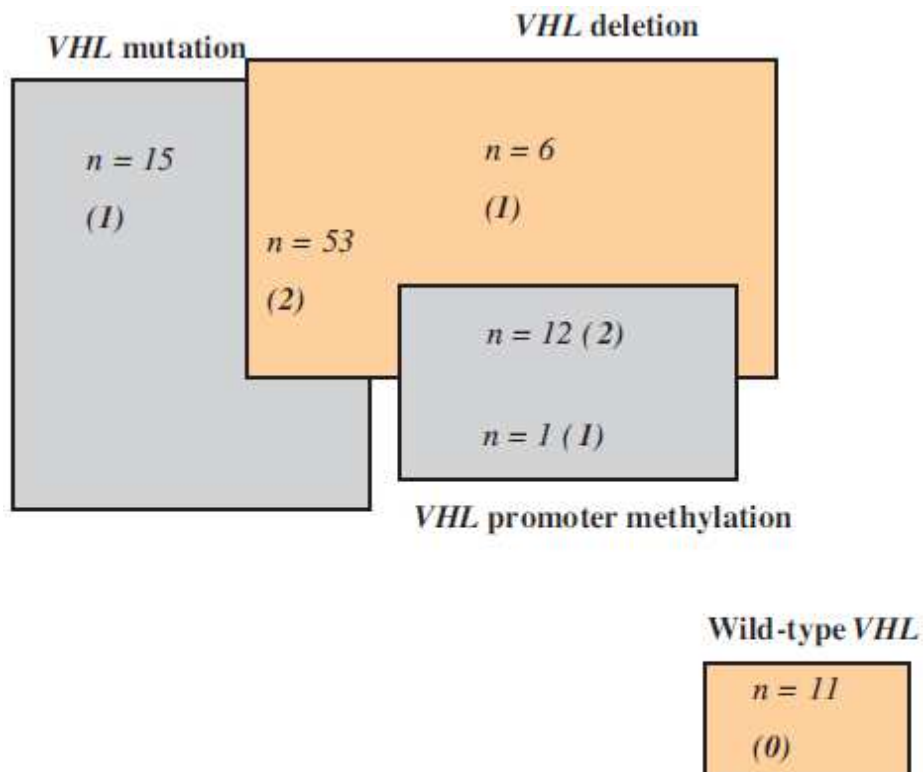 VHL deletion
VHL mutation
n = 15
(1)
n = 6
(1)
n = 53
(2)
n = 12 (2)
n = 1 (1)
VHL promoter methylation
Wild-type VHL
n = 11
(0)